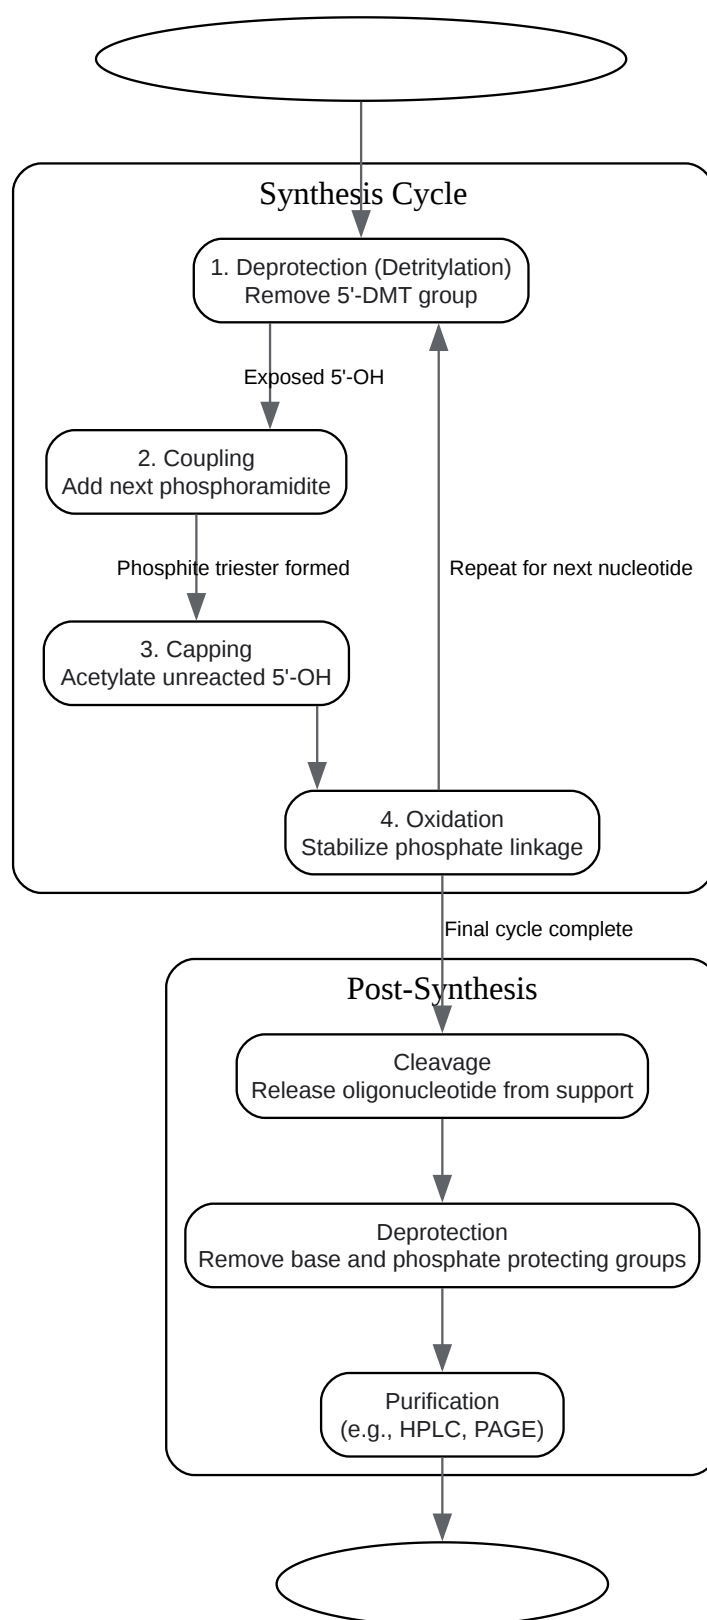 Synthesis Cycle
1. Deprotection (Detritylation)
Remove 5'-DMT group
Exposed 5'-OH
2. Coupling
Add next phosphoramidite
Phosphite triester formed
Repeat for next nucleotide
3. Capping
Acetylate unreacted 5'-OH
4. Oxidation
Stabilize phosphate linkage
Final cycle complete
Post-Synthesis
Cleavage
Release oligonucleotide from support
Deprotection
Remove base and phosphate protecting groups
Purification
(e.g., HPLC, PAGE)